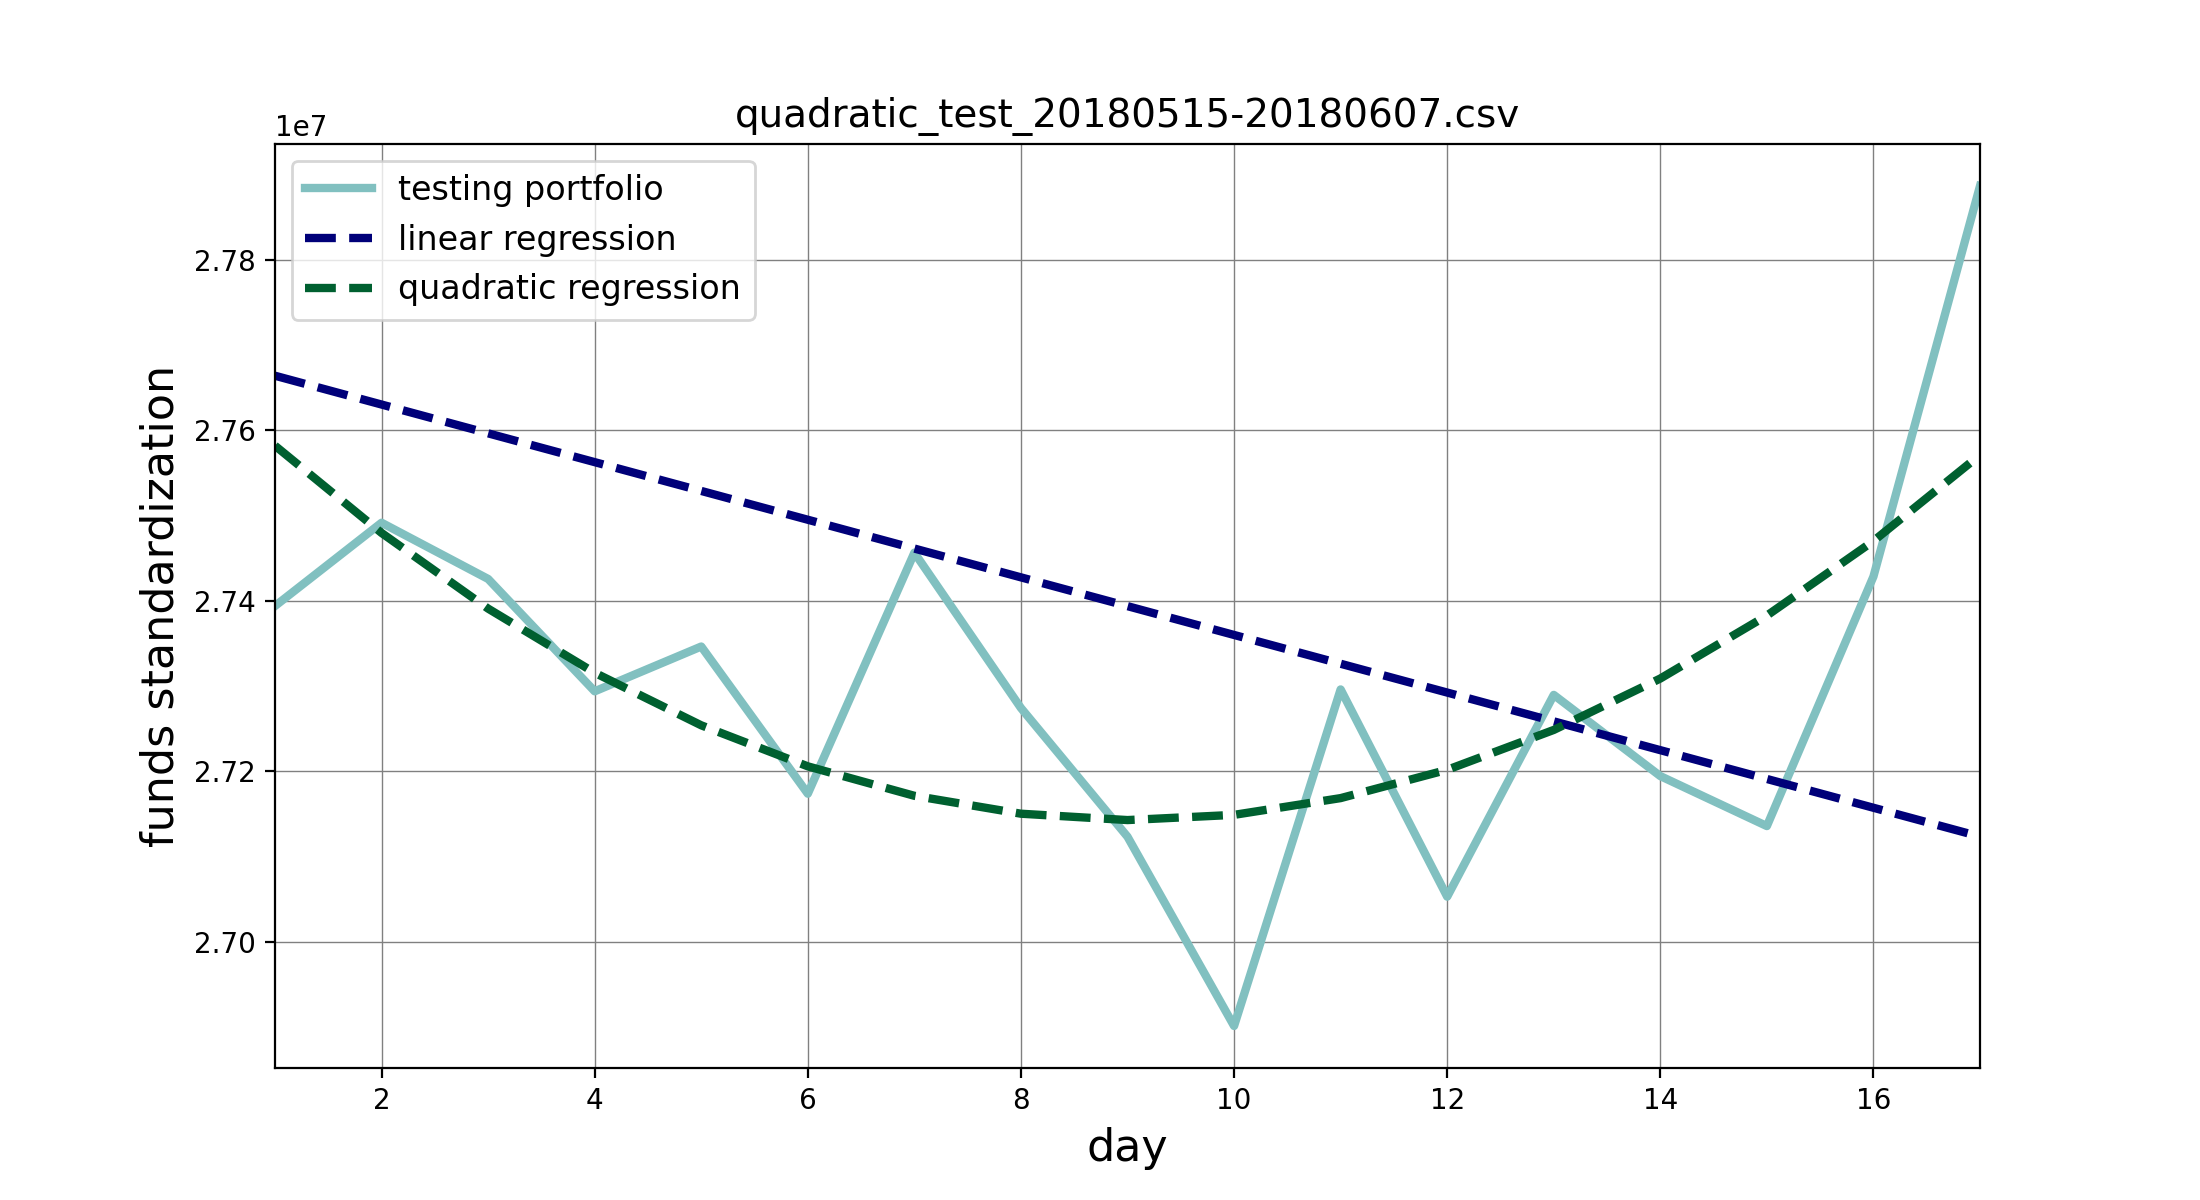 quadratic_test_20180515-20180607.csv
1e7
testing portfolio
linear regression
quadratic regression
2.78
2.76
2.74
2.72
2.70
funds standardization
2 4 6 8 10 12 14 16
day